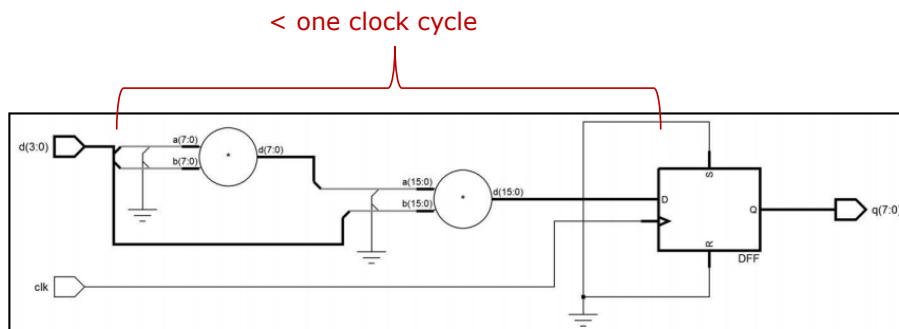 < one clock cycle
d(3:0)
a(7:0)
b(7:0)
*
d(7:0)
a(15:0)
b(15:0)
*
d(15:0)
S
D
Q
R
DFF
q(7:0)
clk